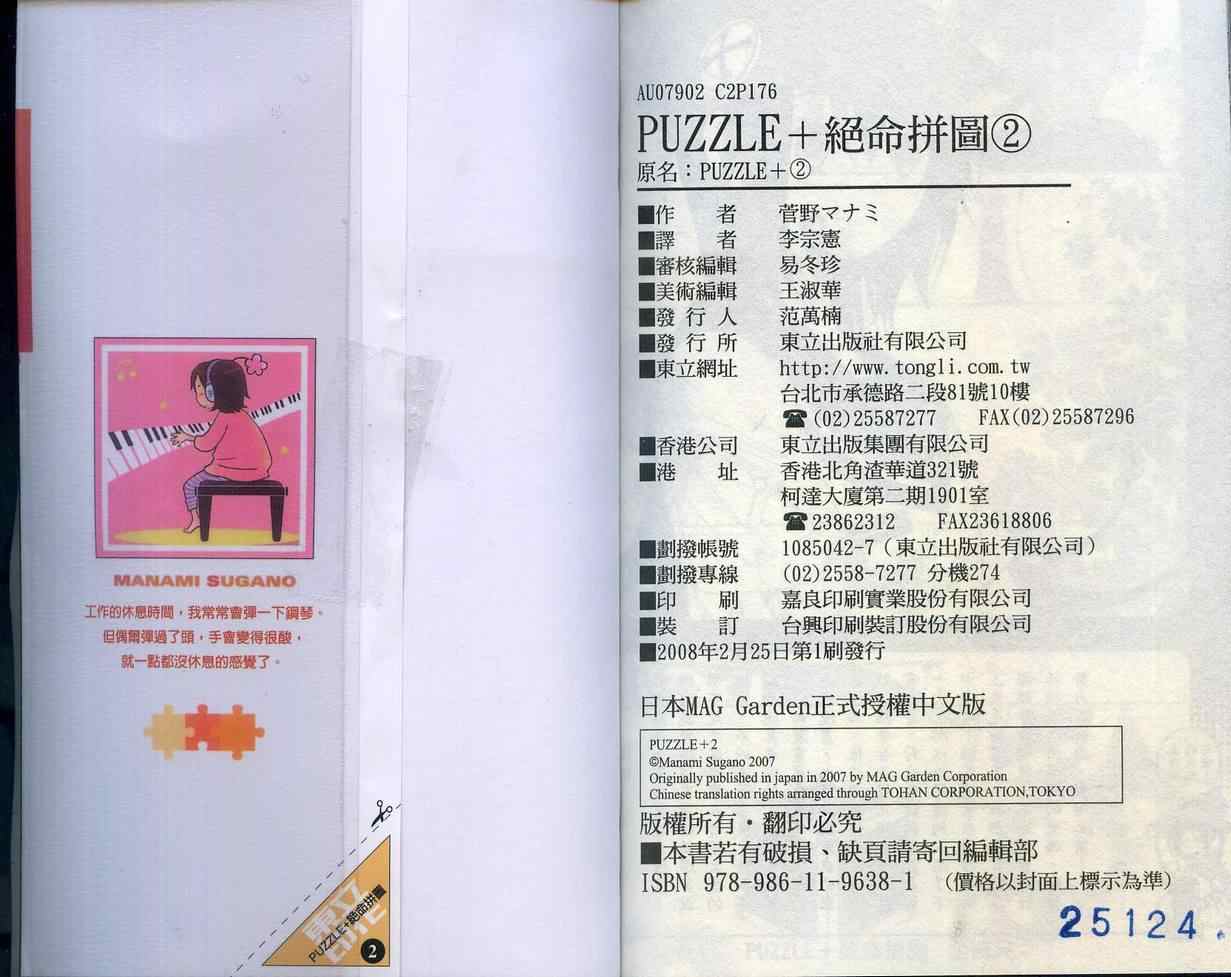 MANAMI SUGANO
工作的休息時間，我常常會彈一下鋼琴。
但偶爾彈過了頭，手會變得很酸，
就一點都沒休息的感覺了。
東立
PUZZLE+絕命拼圖
2
AU07902 C2P176
PUZZLE＋絕命拼圖②
原名：PUZZLE＋②
■作　　者　菅野マナミ
■譯　　者　李宗憲
■審核編輯　易冬珍
■美術編輯　王淑華
■發 行 人　范萬楠
■發 行 所　東立出版社有限公司
■東立網址　http://www.tongli.com.tw
台北市承德路二段81號10樓
☎(02)25587277　FAX(02)25587296
■香港公司　東立出版集團有限公司
■港　　址　香港北角渣華道321號
柯達大廈第二期1901室
☎23862312　FAX23618806
■劃撥帳號　1085042-7（東立出版社有限公司）
■劃撥專線　(02)2558-7277 分機274
■印　　刷　嘉良印刷實業股份有限公司
■裝　　訂　台興印刷裝訂股份有限公司
■2008年2月25日第1刷發行
日本MAG Garden正式授權中文版
PUZZLE＋2
©Manami Sugano 2007
Originally published in japan in 2007 by MAG Garden Corporation
Chinese translation rights arranged through TOHAN CORPORATION,TOKYO
版權所有・翻印必究
■本書若有破損、缺頁請寄回編輯部
ISBN 978-986-11-9638-1　（價格以封面上標示為準）
25124.